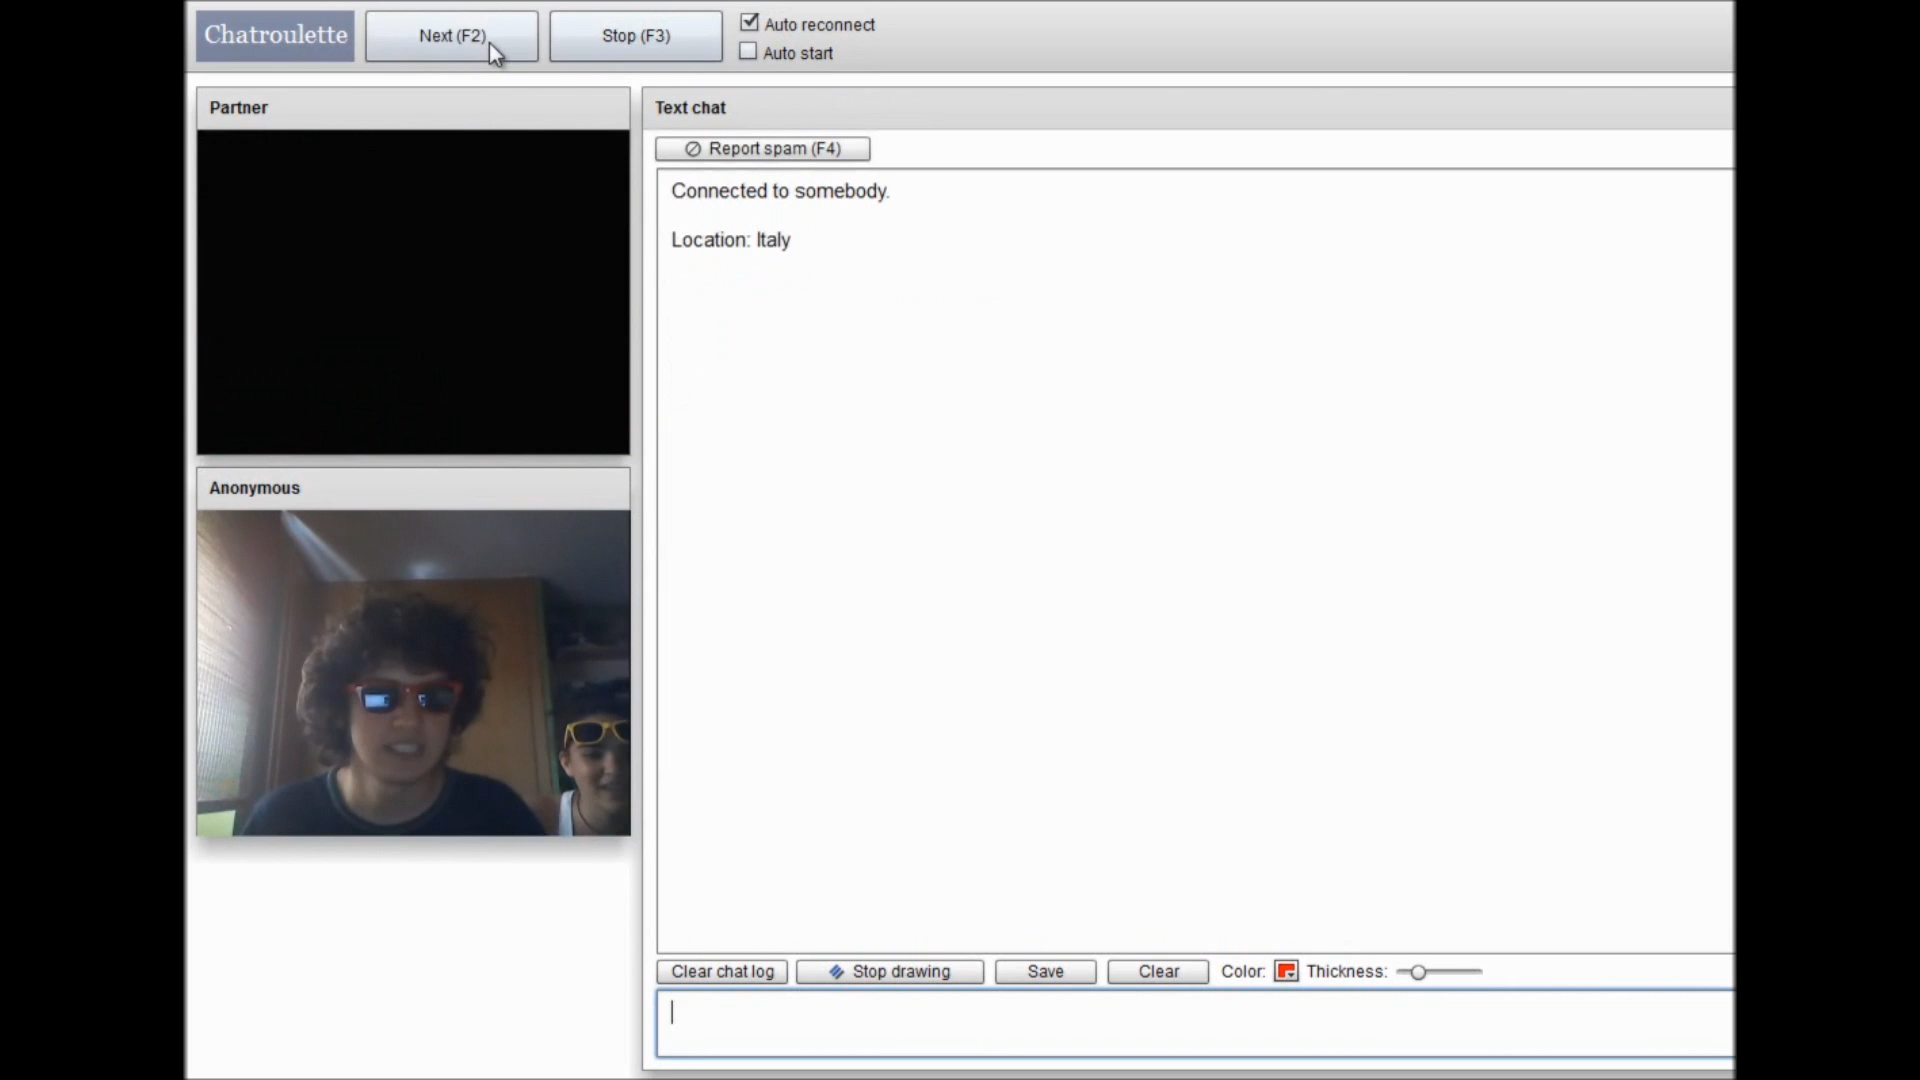 Chatroulette
Next (F2)
Stop (F3)
Auto reconnect
Auto start
Partner
Text chat
Report spam (F4)
Connected to somebody.
Location: Italy
Anonymous
Clear chat log
Stop drawing
Save
Clear
Color:
Thickness: